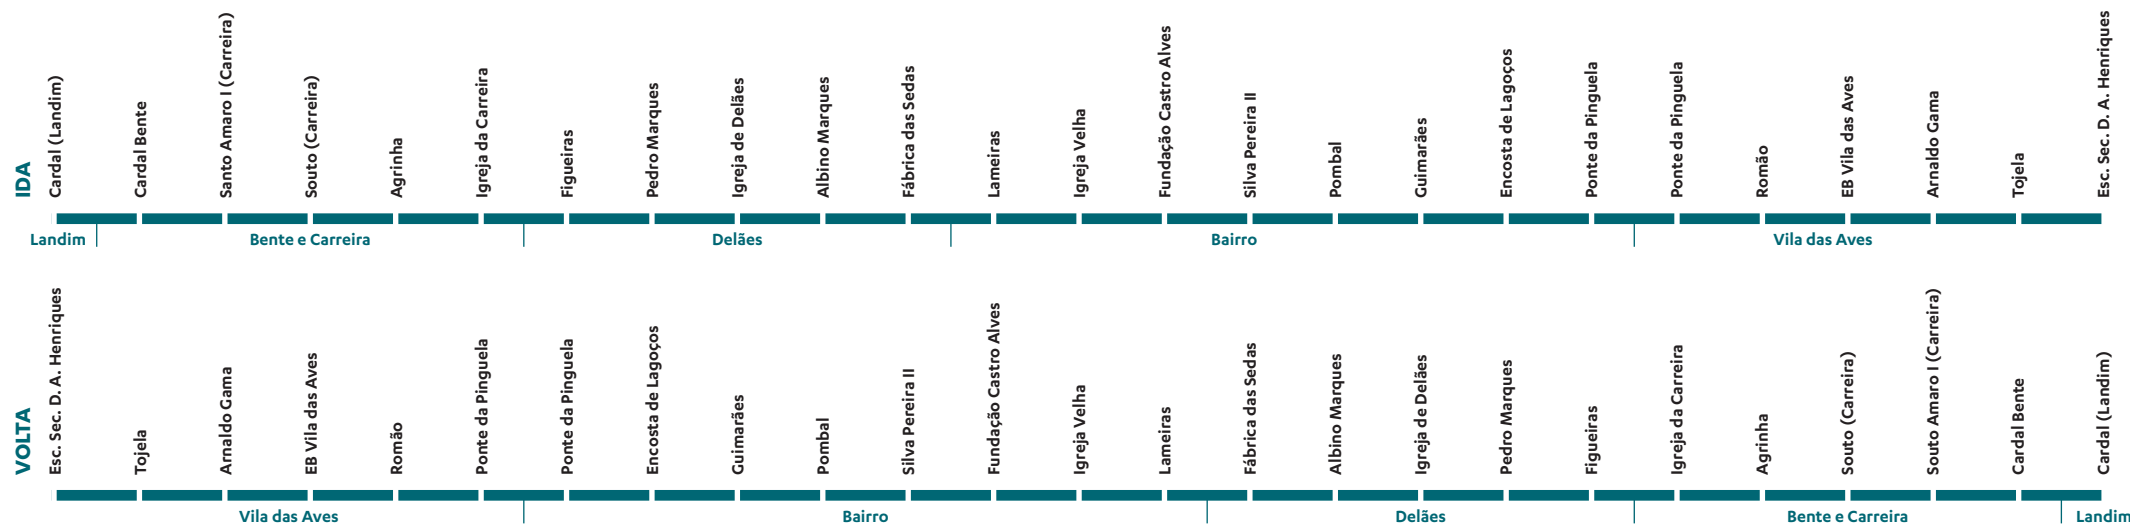 IDA
Cardal (Landim)
Cardal Bente
Santo Amaro I (Carreira)
Souto (Carreira)
Agrinha
Igreja da Carreira
Figueiras
Pedro Marques
Igreja de Delães
Albino Marques
Fábrica das Sedas
Lameiras
Igreja Velha
Fundação Castro Alves
Silva Pereira II
Pombal
Guimarães
Encosta de Lagoços
Ponte da Pinguela
Ponte da Pinguela
Romão
EB Vila das Aves
Arnaldo Gama
Tojela
Esc. Sec. D. A. Henriques
Landim
Bente e Carreira
Delães
Bairro
Vila das Aves
VOLTA
Esc. Sec. D. A. Henriques
Tojela
Arnaldo Gama
EB Vila das Aves
Romão
Ponte da Pinguela
Ponte da Pinguela
Encosta de Lagoços
Guimarães
Pombal
Silva Pereira II
Fundação Castro Alves
Igreja Velha
Lameiras
Fábrica das Sedas
Albino Marques
Igreja de Delães
Pedro Marques
Figueiras
Igreja da Carreira
Agrinha
Souto (Carreira)
Souto Amaro I (Carreira)
Cardal Bente
Cardal (Landim)
Vila das Aves
Bairro
Delães
Bente e Carreira
Landim